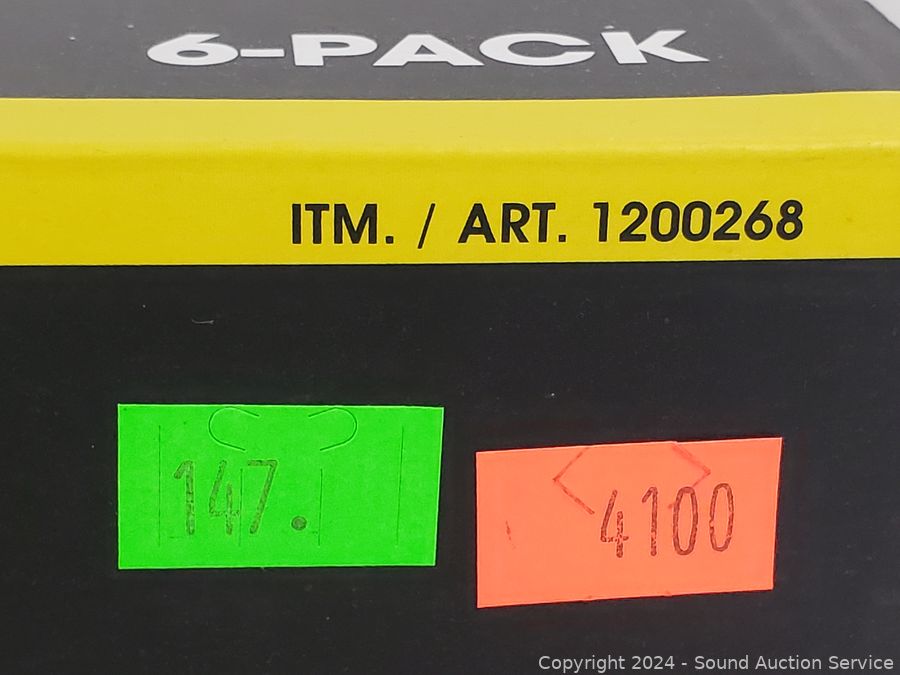 6-PACK
ITM. / ART. 1200268
147.
4100
Copyright 2024 - Sound Auction Service